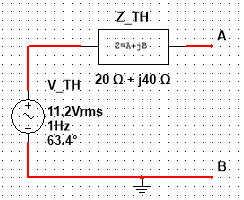 Z_TH
A
Z=A+jB
20 Ω + j40 Ω
V_TH
11.2Vrms
1Hz
63.4°
B